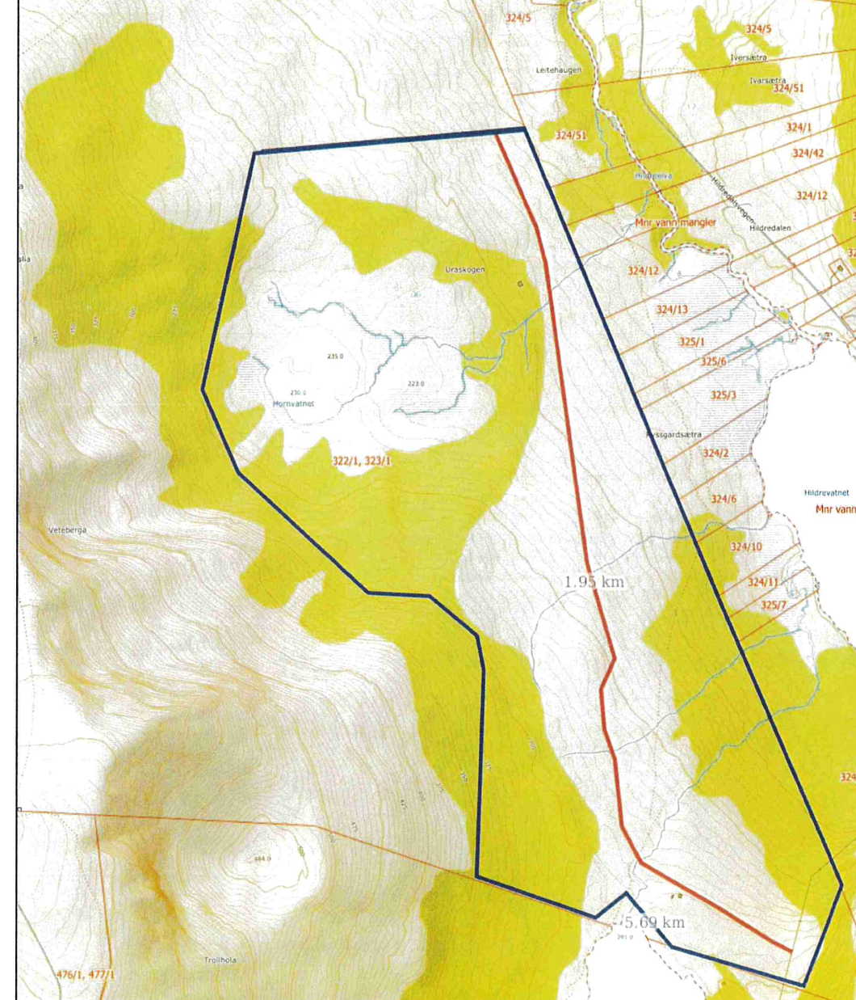 324/5
324/5
Iversætra
Leitehaugen
Ivarsætra
324/51
324/1
324/51
324/42
Hildreelva
Hildredalsvegen
324/12
Mnr vann mangler
Hildredalen
slia
Uraskogen
324/12
324/13
325/1
235.0
325/6
223.0
230.0
Mornvatnet
325/3
Ryssgardsætra
324/2
322/1, 323/1
Hildrevatnet
324/6
Mnr vann
Veteberga
324/10
1.95 km
324/11
325/7
324
484.0
5.69 km
291.0
Trollhola
476/1, 477/1